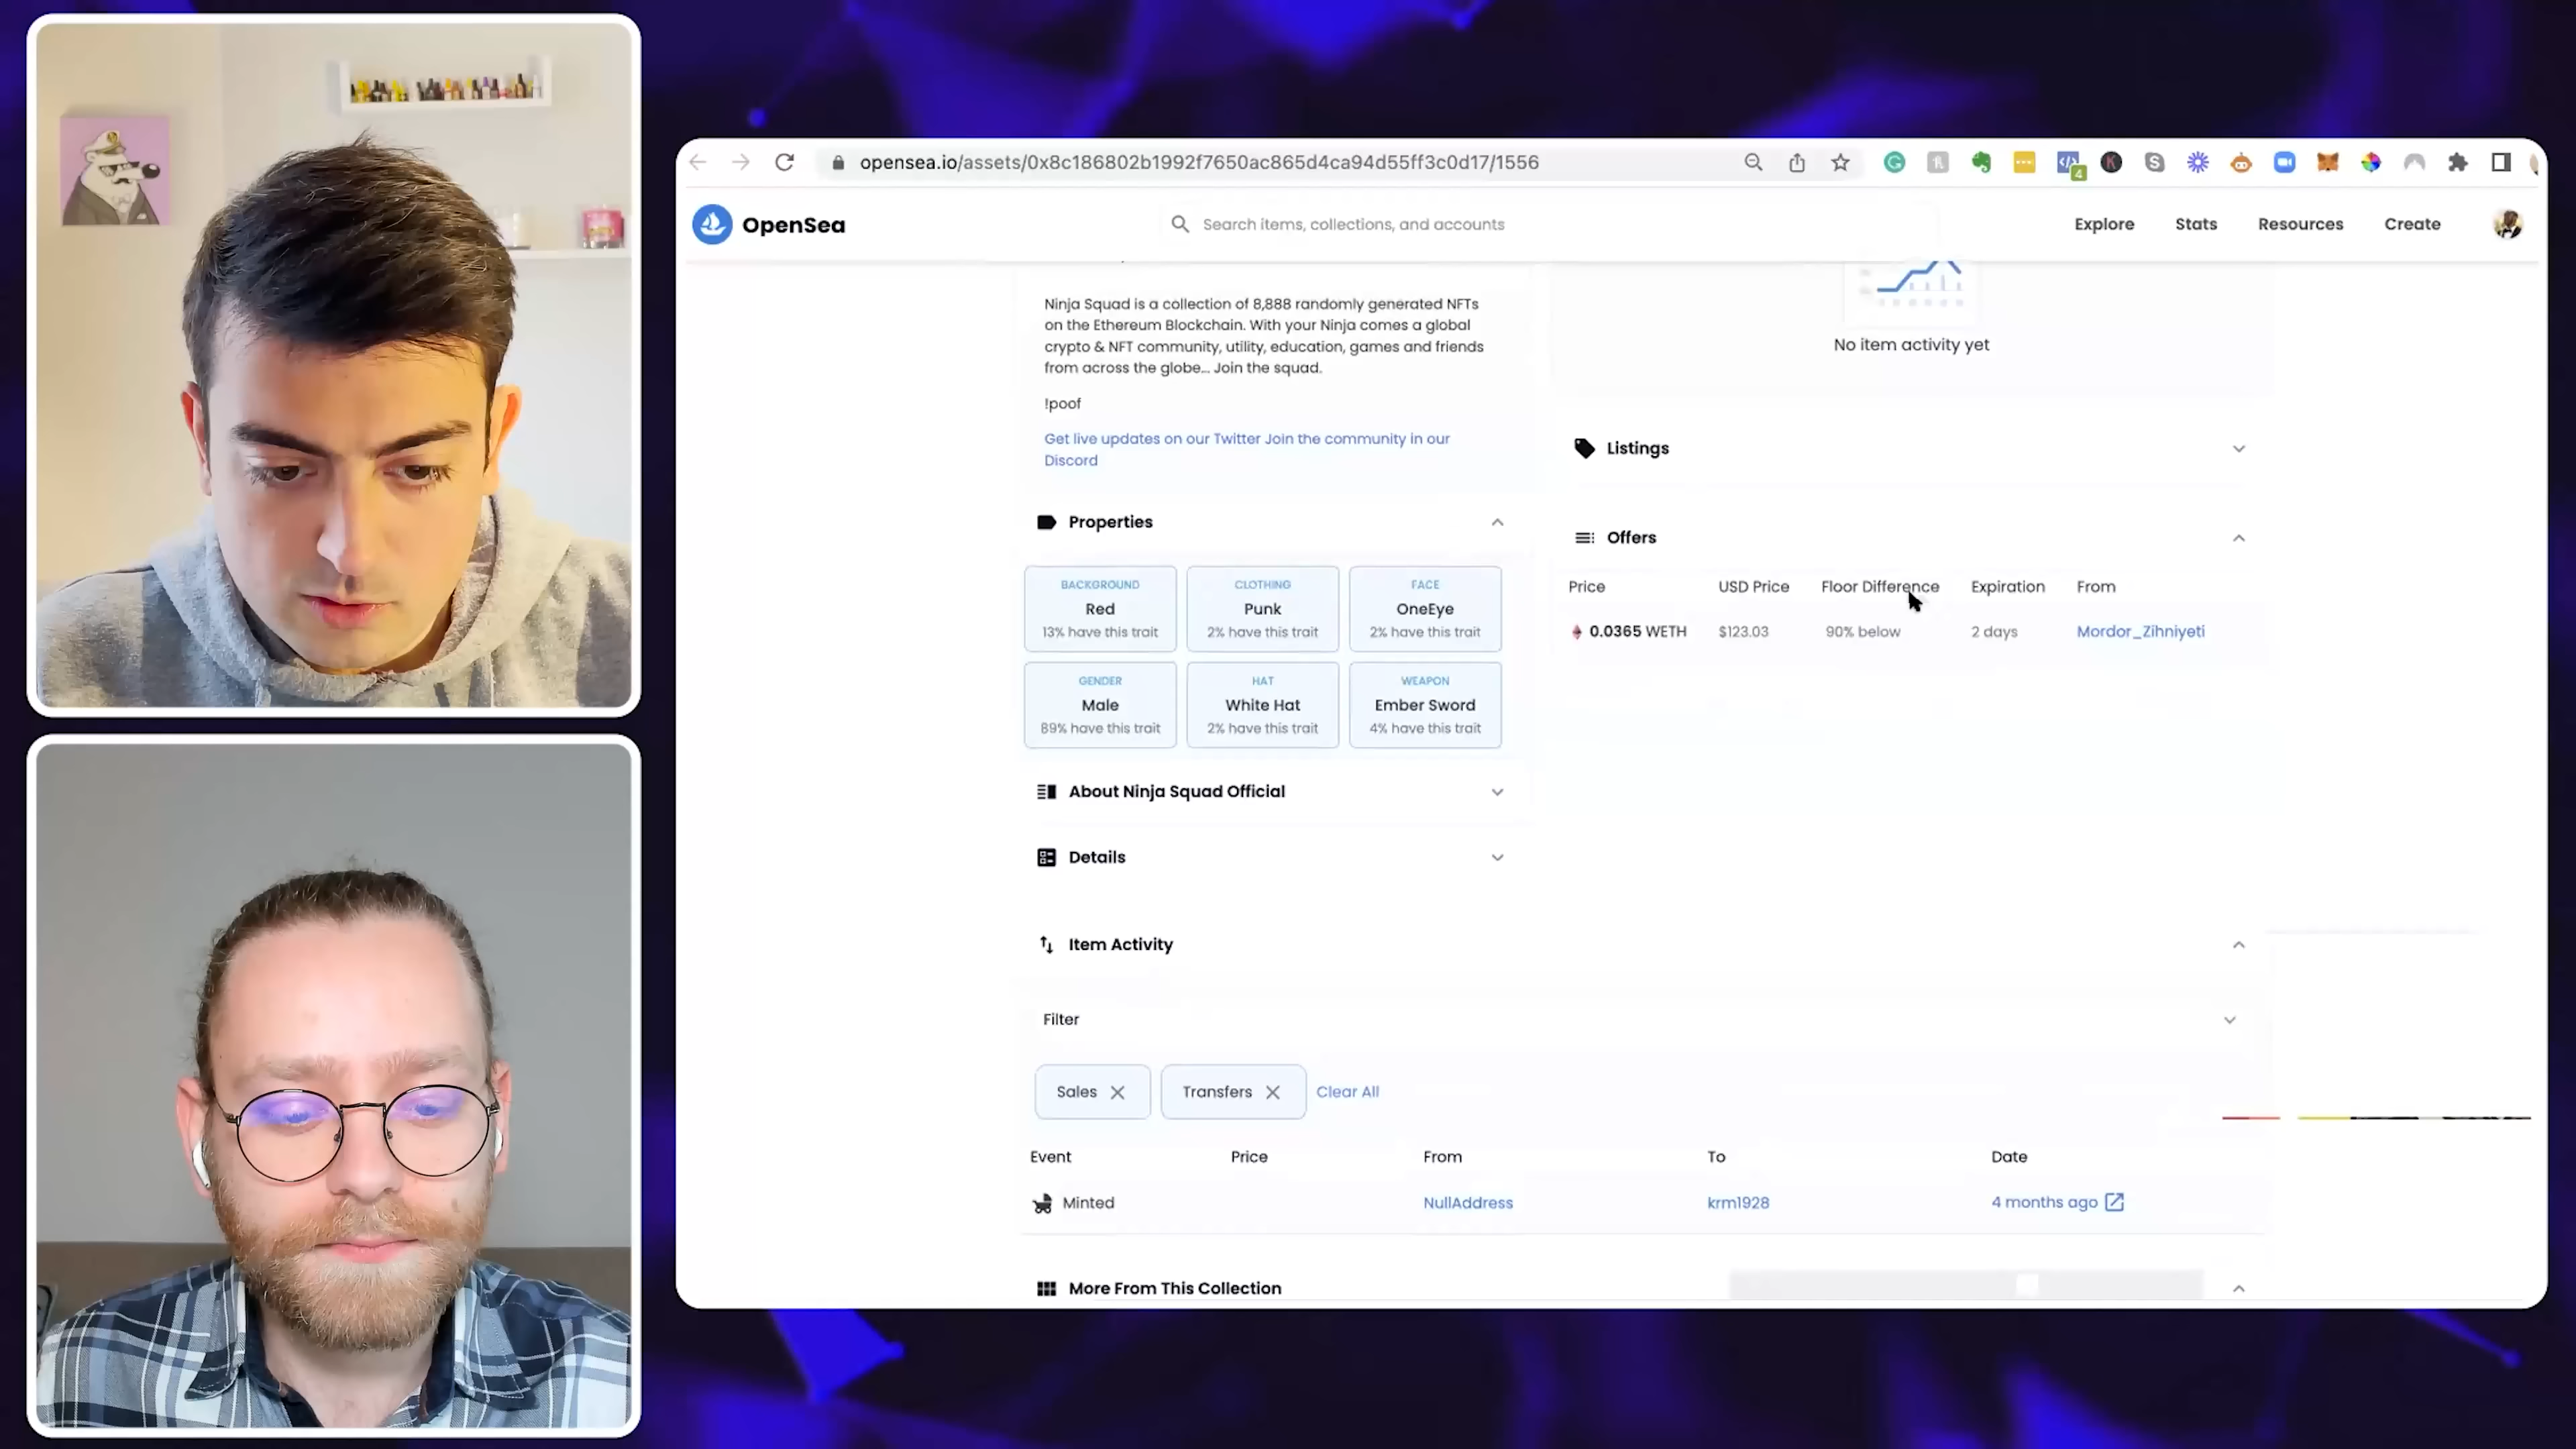 opensea.io/assets/0x8c186802b1992f7650ac865d4ca94d55ff3c0d17/1556
4
OpenSea
Search items, collections, and accounts
Explore
Stats
Resources
Create
Ninja Squad is a collection of 8,888 randomly generated NFTs
on the Ethereum Blockchain. With your Ninja comes a global
crypto & NFT community, utility, education, games and friends
from across the globe... Join the squad.
!poof
Get live updates on our Twitter Join the community in our
Discord
Properties
BACKGROUND
Red
13% have this trait
CLOTHING
Punk
2% have this trait
FACE
OneEye
2% have this trait
GENDER
Male
89% have this trait
HAT
White Hat
2% have this trait
WEAPON
Ember Sword
4% have this trait
About Ninja Squad Official
Details
No item activity yet
Listings
Offers
Price USD Price Floor Difference Expiration From
0.0365 WETH $123.03 90% below 2 days Mordor_Zihniyeti
Item Activity
Filter
Sales
Transfers
Clear All
Event Price From To Date
Minted NullAddress krm1928 4 months ago
More From This Collection